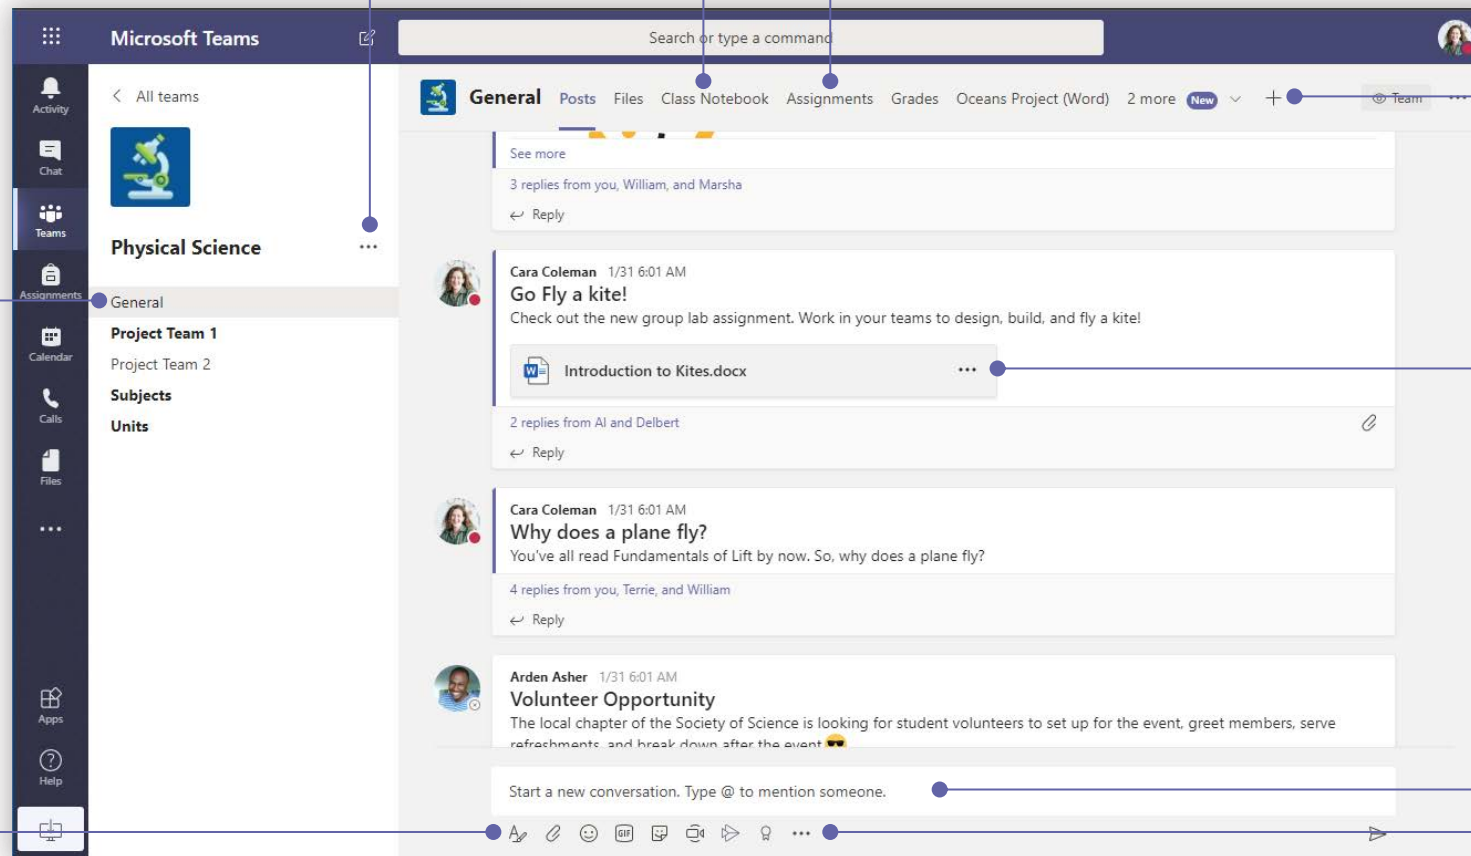 Microsoft Teams
Search or type a command
Activity
Chat
Teams
Assignments
Calendar
Calls
Files
Apps
Help
All teams
Physical Science
General
Project Team 1
Project Team 2
Subjects
Units
General Posts Files Class Notebook Assignments Grades Oceans Project (Word) 2 more New
Team
See more
3 replies from you, William, and Marsha
Reply
Cara Coleman 1/31 6:01 AM
Go Fly a kite!
Check out the new group lab assignment. Work in your teams to design, build, and fly a kite!
Introduction to Kites.docx
2 replies from Al and Delbert
Reply
Cara Coleman 1/31 6:01 AM
Why does a plane fly?
You've all read Fundamentals of Lift by now. So, why does a plane fly?
4 replies from you, Terrie, and William
Reply
Arden Asher 1/31 6:01 AM
Volunteer Opportunity
The local chapter of the Society of Science is looking for student volunteers to set up for the event, greet members, serve
refreshments, and break down after the event
Start a new conversation. Type @ to mention someone.
GIF